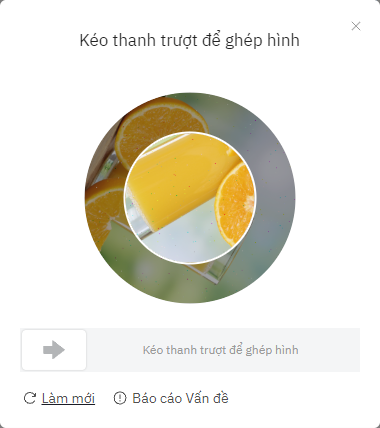 Kéo thanh trượt để ghép hình
Kéo thanh trượt để ghép hình
Làm mới
Báo cáo Vấn đề